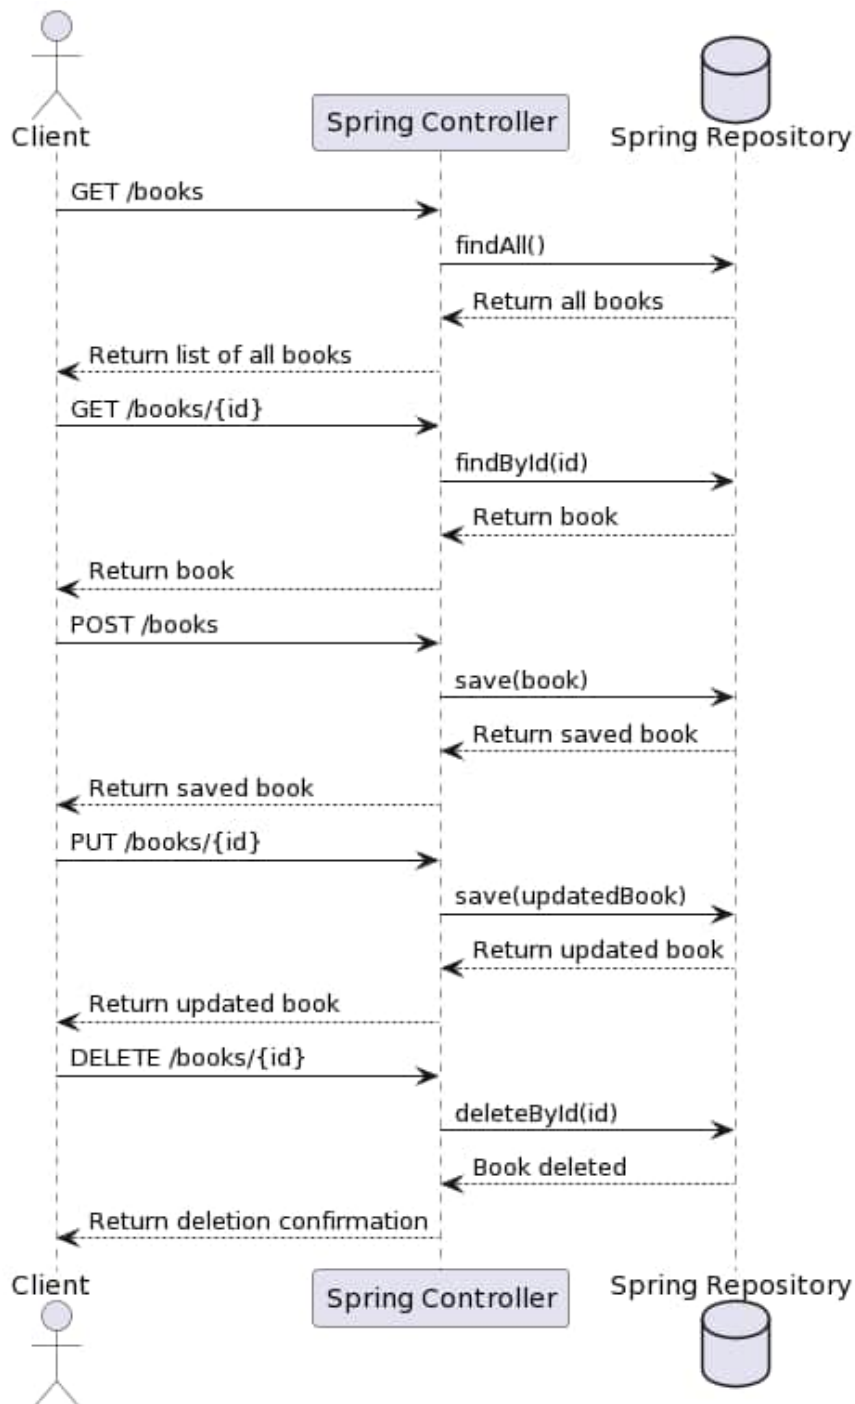 Client
Spring Controller
Spring Repository
GET /books
findAll()
Return all books
Return list of all books
GET /books/{id}
findById(id)
Return book
Return book
POST /books
save(book)
Return saved book
Return saved book
PUT /books/{id}
save(updatedBook)
Return updated book
Return updated book
DELETE /books/{id}
deleteById(id)
Book deleted
Return deletion confirmation
Client
Spring Controller
Spring Repository